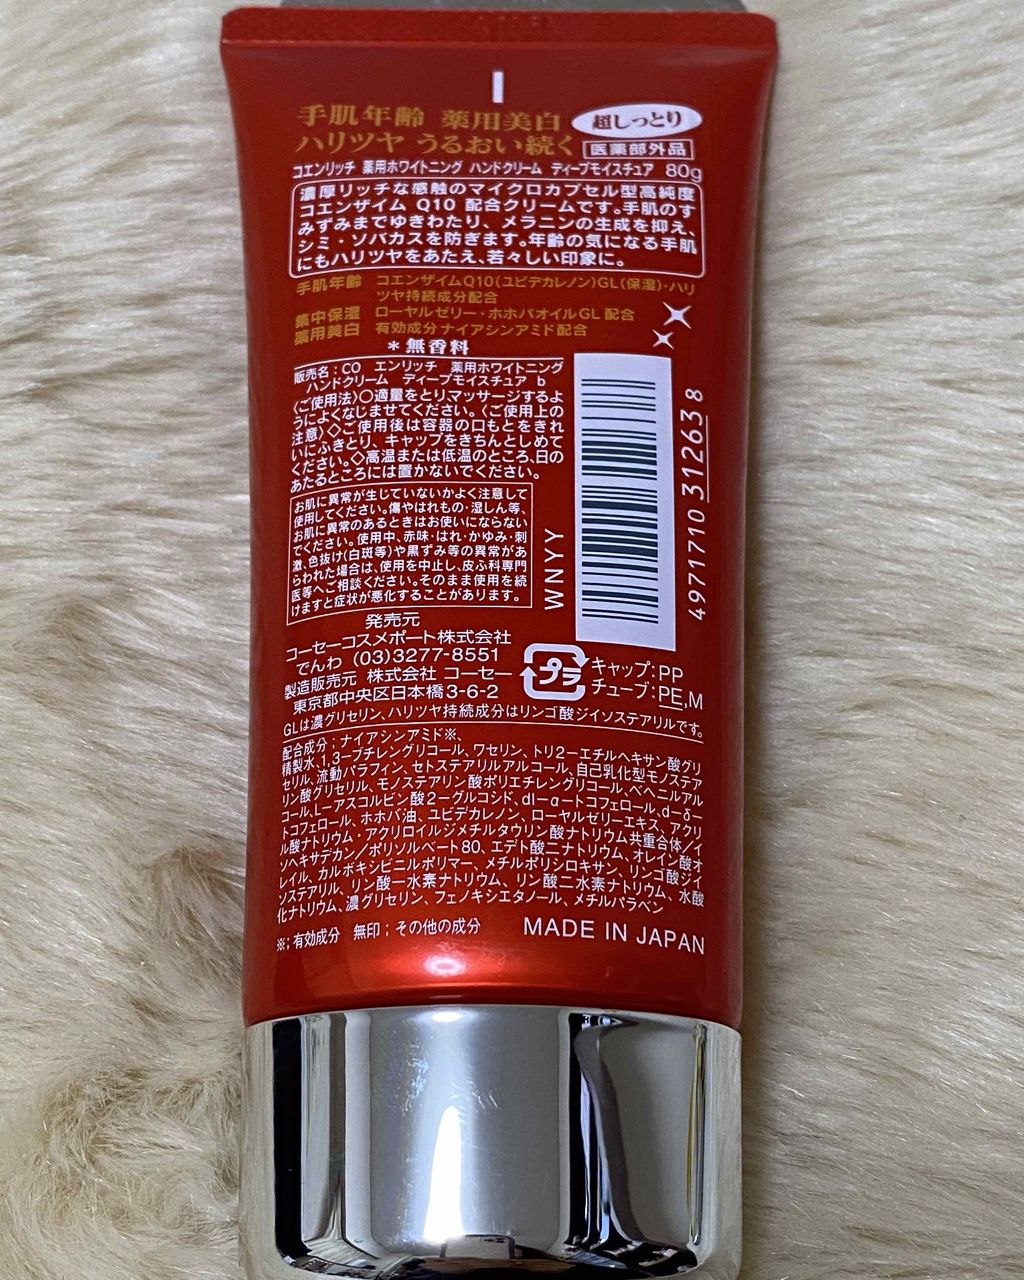 手肌年齢 薬用美白 超しっとり
ハリツヤ うるおい続く 医薬部外品
コエンリッチ 薬用ホワイトニング ハンドクリーム ディープモイスチュア 80g
濃厚リッチな感触のマイクロカプセル型高純度
コエンザイム Q10 配合クリームです。手肌のす
みずみまでゆきわたり、メラニンの生成を抑え、
シミ・ソバカスを防ぎます。年齢の気になる手肌
にもハリツヤをあたえ、若々しい印象に。
手肌年齢 コエンザイムQ10(ユビデカレノン)GL(保湿)・ハリ
ツヤ持続成分配合
集中保湿 ローヤルゼリー・ホホバオイルGL 配合
薬用美白 有効成分ナイアシンアミド配合
＊無香料
販売名：CO エンリッチ 薬用ホワイトニング
ハンドクリーム ディープモイスチュア b
〈ご使用法〉○適量をとり、マッサージするよ
うによくなじませてください。〈ご使用上の
注意〉◇ご使用後は容器の口もとをきれ
いにふきとり、キャップをきちんとしめて
ください。◇高温または低温のところ、日の
あたるところには置かないでください。
お肌に異常が生じていないかよく注意して
使用してください。傷やはれもの・湿しん等、
お肌に異常のあるときはお使いにならない
でください。使用中、赤味・はれ・かゆみ・刺
激、色抜け(白斑等)や黒ずみ等の異常があ
らわれた場合は、使用を中止し、皮ふ科専門
医等へご相談ください。そのまま使用を続
けますと症状が悪化することがあります。
WNYY
4971710 312638
発売元
コーセーコスメポート株式会社
でんわ (03)3277-8551
製造販売元 株式会社 コーセー
東京都中央区日本橋3-6-2
プラ
キャップ：PP
チューブ：PE,M
GLは濃グリセリン、ハリツヤ持続成分はリンゴ酸ジイソステアリルです。
配合成分：ナイアシンアミド※、
精製水、1,3－ブチレングリコール、ワセリン、トリ2－エチルヘキサン酸グリ
セリル、流動パラフィン、セトステアリルアルコール、自己乳化型モノステア
リン酸グリセリル、モノステアリン酸ポリエチレングリコール、ベヘニルアル
コール、L－アスコルビン酸2－グルコシド、dl－α－トコフェロール、d－δ－
トコフェロール、ホホバ油、ユビデカレノン、ローヤルゼリーエキス、アクリ
ル酸ナトリウム・アクリロイルジメチルタウリン酸ナトリウム共重合体／イ
ソヘキサデカン／ポリソルベート80、エデト酸二ナトリウム、オレイン酸オ
レイル、カルボキシビニルポリマー、メチルポリシロキサン、リンゴ酸ジイ
ソステアリル、リン酸一水素ナトリウム、リン酸二水素ナトリウム、水酸
化ナトリウム、濃グリセリン、フェノキシエタノール、メチルパラベン
※；有効成分 無印；その他の成分 MADE IN JAPAN